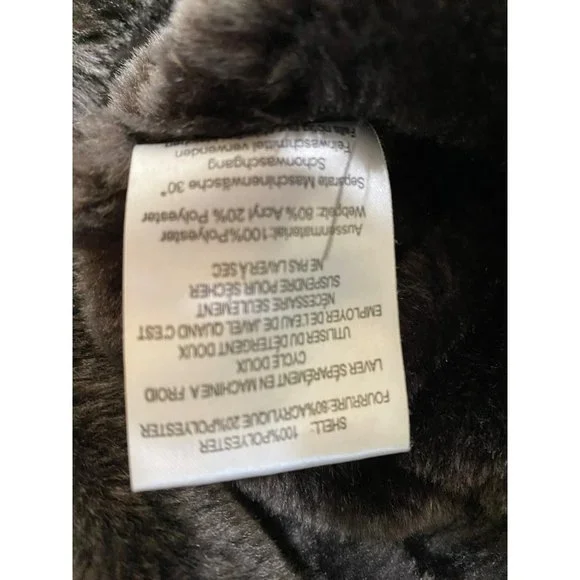 SHELL:
100%POLYESTER
FOURRURE:80%ACRYLIQUE 20%POLYESTER
LAVER SÉPARÉMENT EN MACHINE A FROID
CYCLE DOUX
UTILISER DU DÉTERGENT DOUX
EMPLOYER DE L'EAU DE JAVEL QUAND C'EST
NÉCESSAIRE SEULEMENT
SUSPENDRE POUR SÉCHER
NE PAS LAVER À SEC
Aussenmaterial: 100%Polyester
Webpelz: 80% Acryl 20% Polyester
Separate Maschinenwäsche 30°
Schonwaschgang
Feinwaschmittel verwenden
Falls